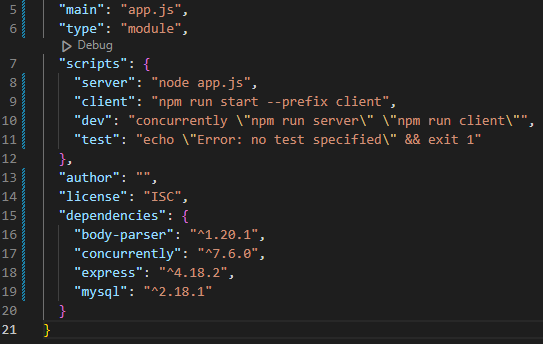 5 "main": "app.js",
6 "type": "module",
Debug
7 "scripts": {
8 "server": "node app.js",
9 "client": "npm run start --prefix client",
10 "dev": "concurrently \"npm run server\" \"npm run client\"",
11 "test": "echo \"Error: no test specified\" && exit 1"
12 },
13 "author": "",
14 "license": "ISC",
15 "dependencies": {
16 "body-parser": "^1.20.1",
17 "concurrently": "^7.6.0",
18 "express": "^4.18.2",
19 "mysql": "^2.18.1"
20 }
21 }